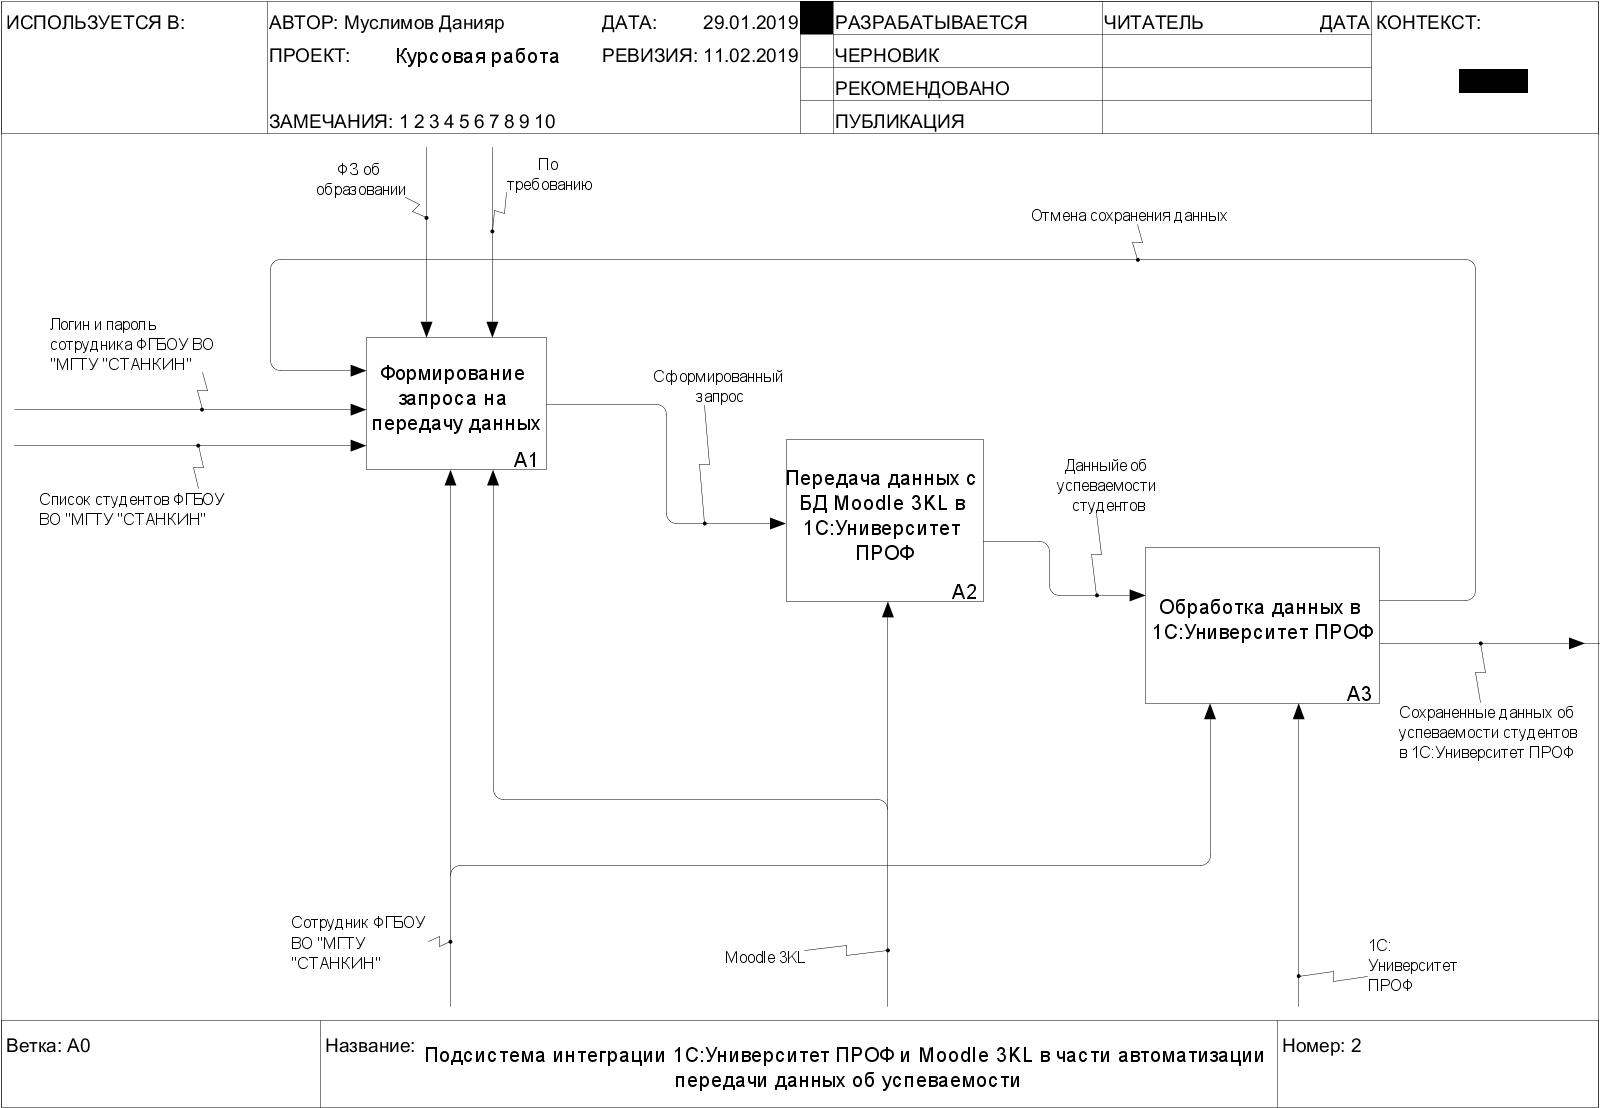 ИСПОЛЬЗУЕТСЯ В:
АВТОР: Муслимов Данияр
ДАТА: 29.01.2019
ПРОЕКТ: Курсовая работа
РЕВИЗИЯ: 11.02.2019
ЗАМЕЧАНИЯ: 1 2 3 4 5 6 7 8 9 10
РАЗРАБАТЫВАЕТСЯ
ЧЕРНОВИК
РЕКОМЕНДОВАНО
ПУБЛИКАЦИЯ
ЧИТАТЕЛЬ
ДАТА
КОНТЕКСТ:
ФЗ об
образовании
По
требованию
Отмена сохранения данных
Логин и пароль
сотрудника ФГБОУ ВО
"МГТУ "СТАНКИН"
Список студентов ФГБОУ
ВО "МГТУ "СТАНКИН"
Формирование
запроса на
передачу данных
A1
Сформированный
запрос
Передача данных с
БД Moodle 3KL в
1С:Университет
ПРОФ
A2
Данныйе об
успеваемости
студентов
Обработка данных в
1С:Университет ПРОФ
A3
Сохраненные данных об
успеваемости студентов
в 1С:Университет ПРОФ
Сотрудник ФГБОУ
ВО "МГТУ
"СТАНКИН"
Moodle 3KL
1С:
Университет
ПРОФ
Ветка: A0
Название:
Подсистема интеграции 1С:Университет ПРОФ и Moodle 3KL в части автоматизации
передачи данных об успеваемости
Номер: 2